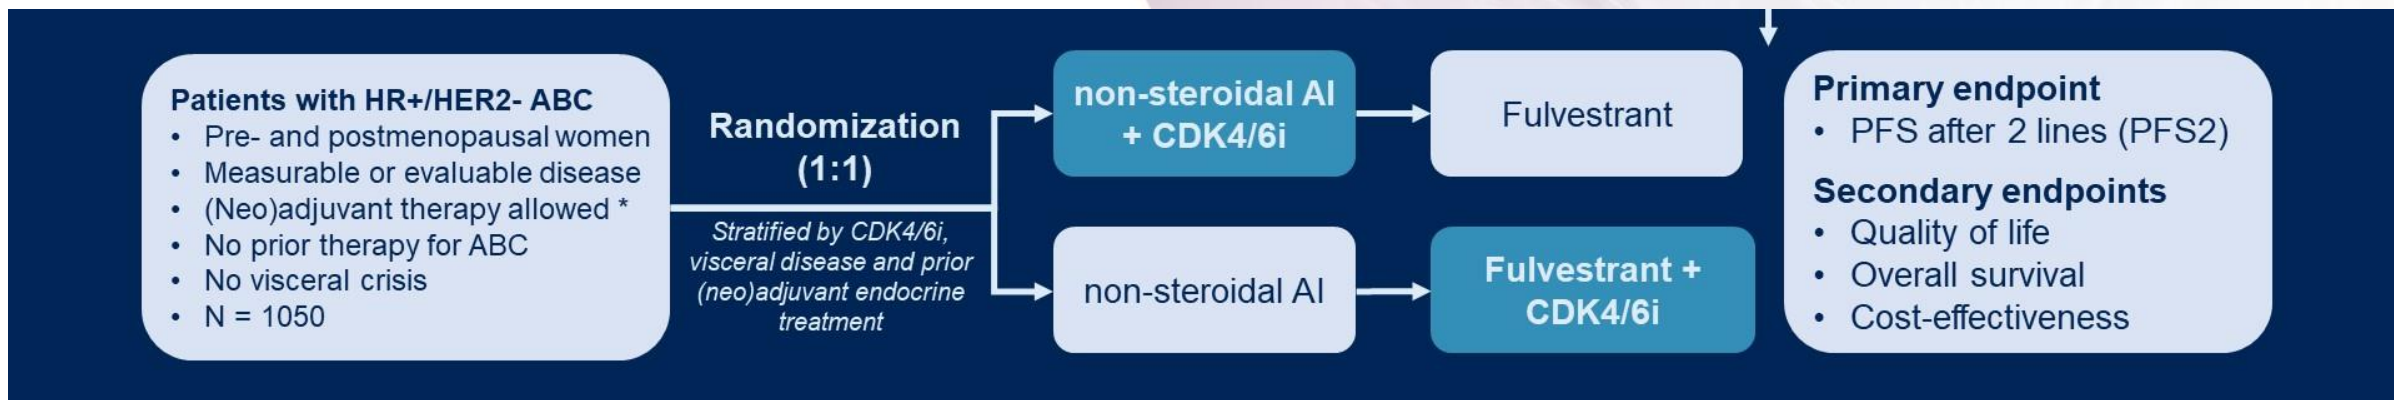 Patients with HR+/HER2- ABC
• Pre- and postmenopausal women
• Measurable or evaluable disease
• (Neo)adjuvant therapy allowed *
• No prior therapy for ABC
• No visceral crisis
• N = 1050
Randomization
(1:1)
Stratified by CDK4/6i,
visceral disease and prior
(neo)adjuvant endocrine
treatment
non-steroidal AI
+ CDK4/6i
Fulvestrant
non-steroidal AI
Fulvestrant +
CDK4/6i
Primary endpoint
• PFS after 2 lines (PFS2)
Secondary endpoints
• Quality of life
• Overall survival
• Cost-effectiveness